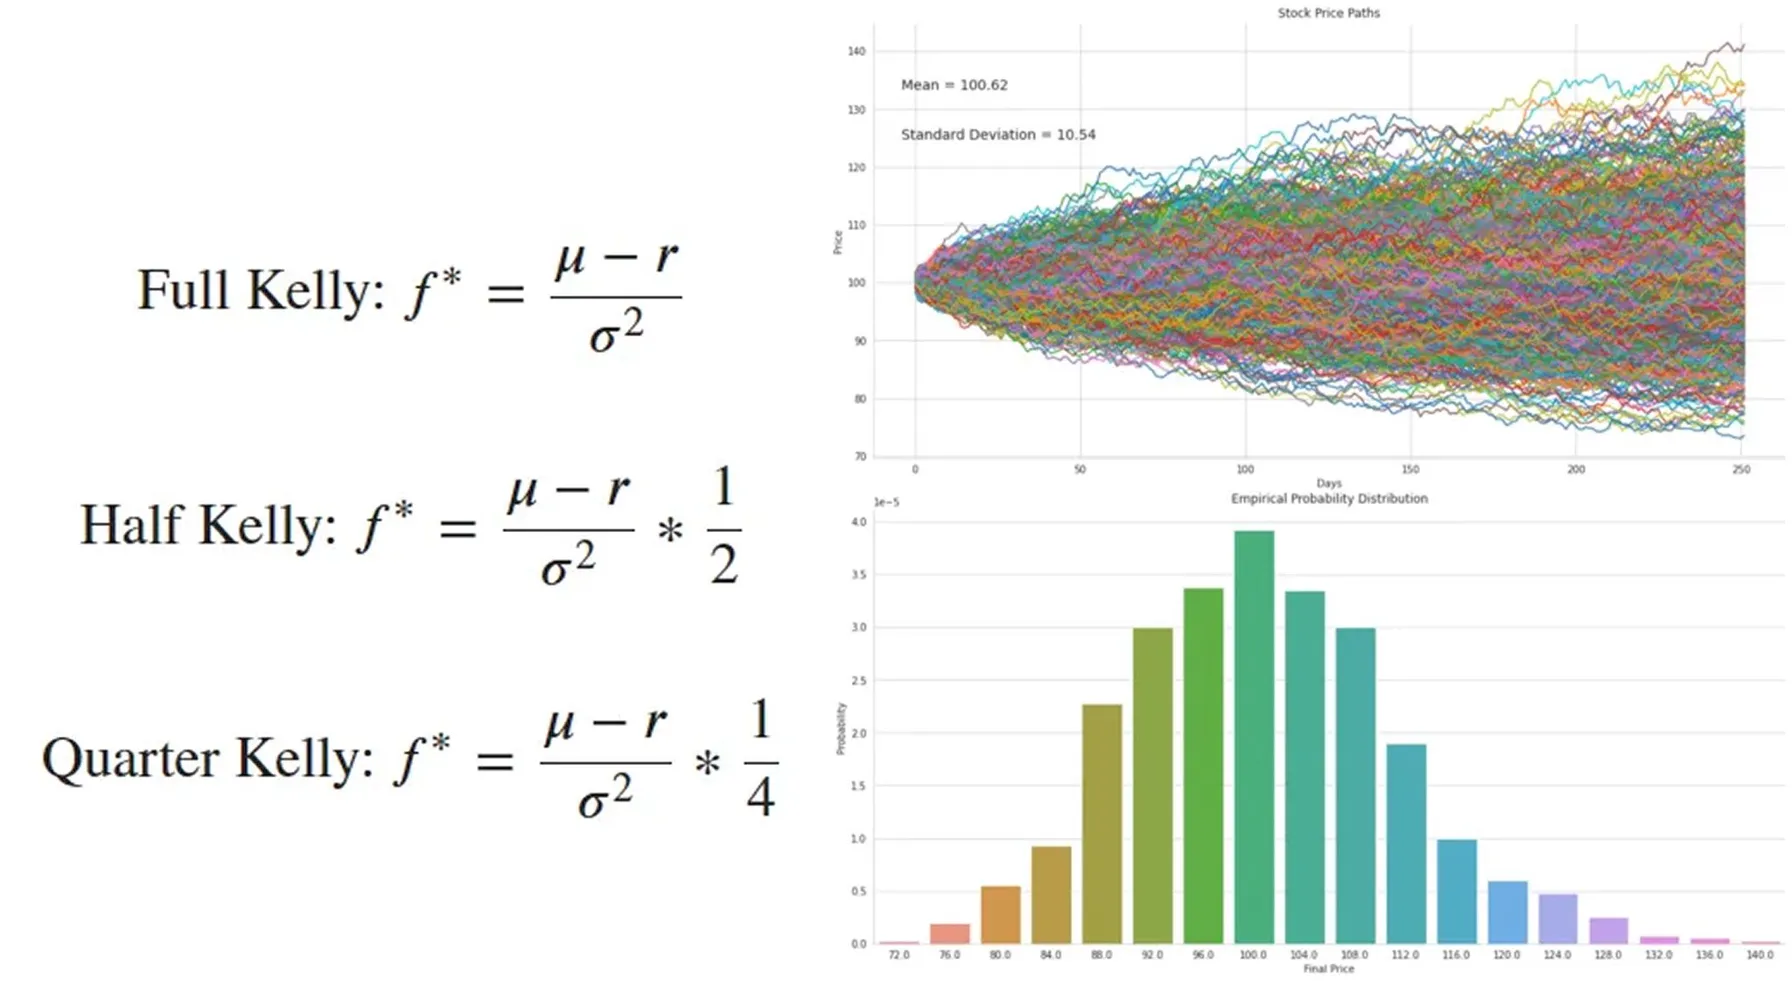 Full Kelly: f* = (μ − r) / σ²
Half Kelly: f* = (μ − r) / σ² * 1/2
Quarter Kelly: f* = (μ − r) / σ² * 1/4
Stock Price Paths
Mean = 100.62
Standard Deviation = 10.54
Price
140
130
120
110
100
90
80
70
0 50 100 150 200 250
Days
Empirical Probability Distribution
1e−5
Probability
4.0
3.5
3.0
2.5
2.0
1.5
1.0
0.5
0.0
72.0 76.0 80.0 84.0 88.0 92.0 96.0 100.0 104.0 108.0 112.0 116.0 120.0 124.0 128.0 132.0 136.0 140.0
Final Price